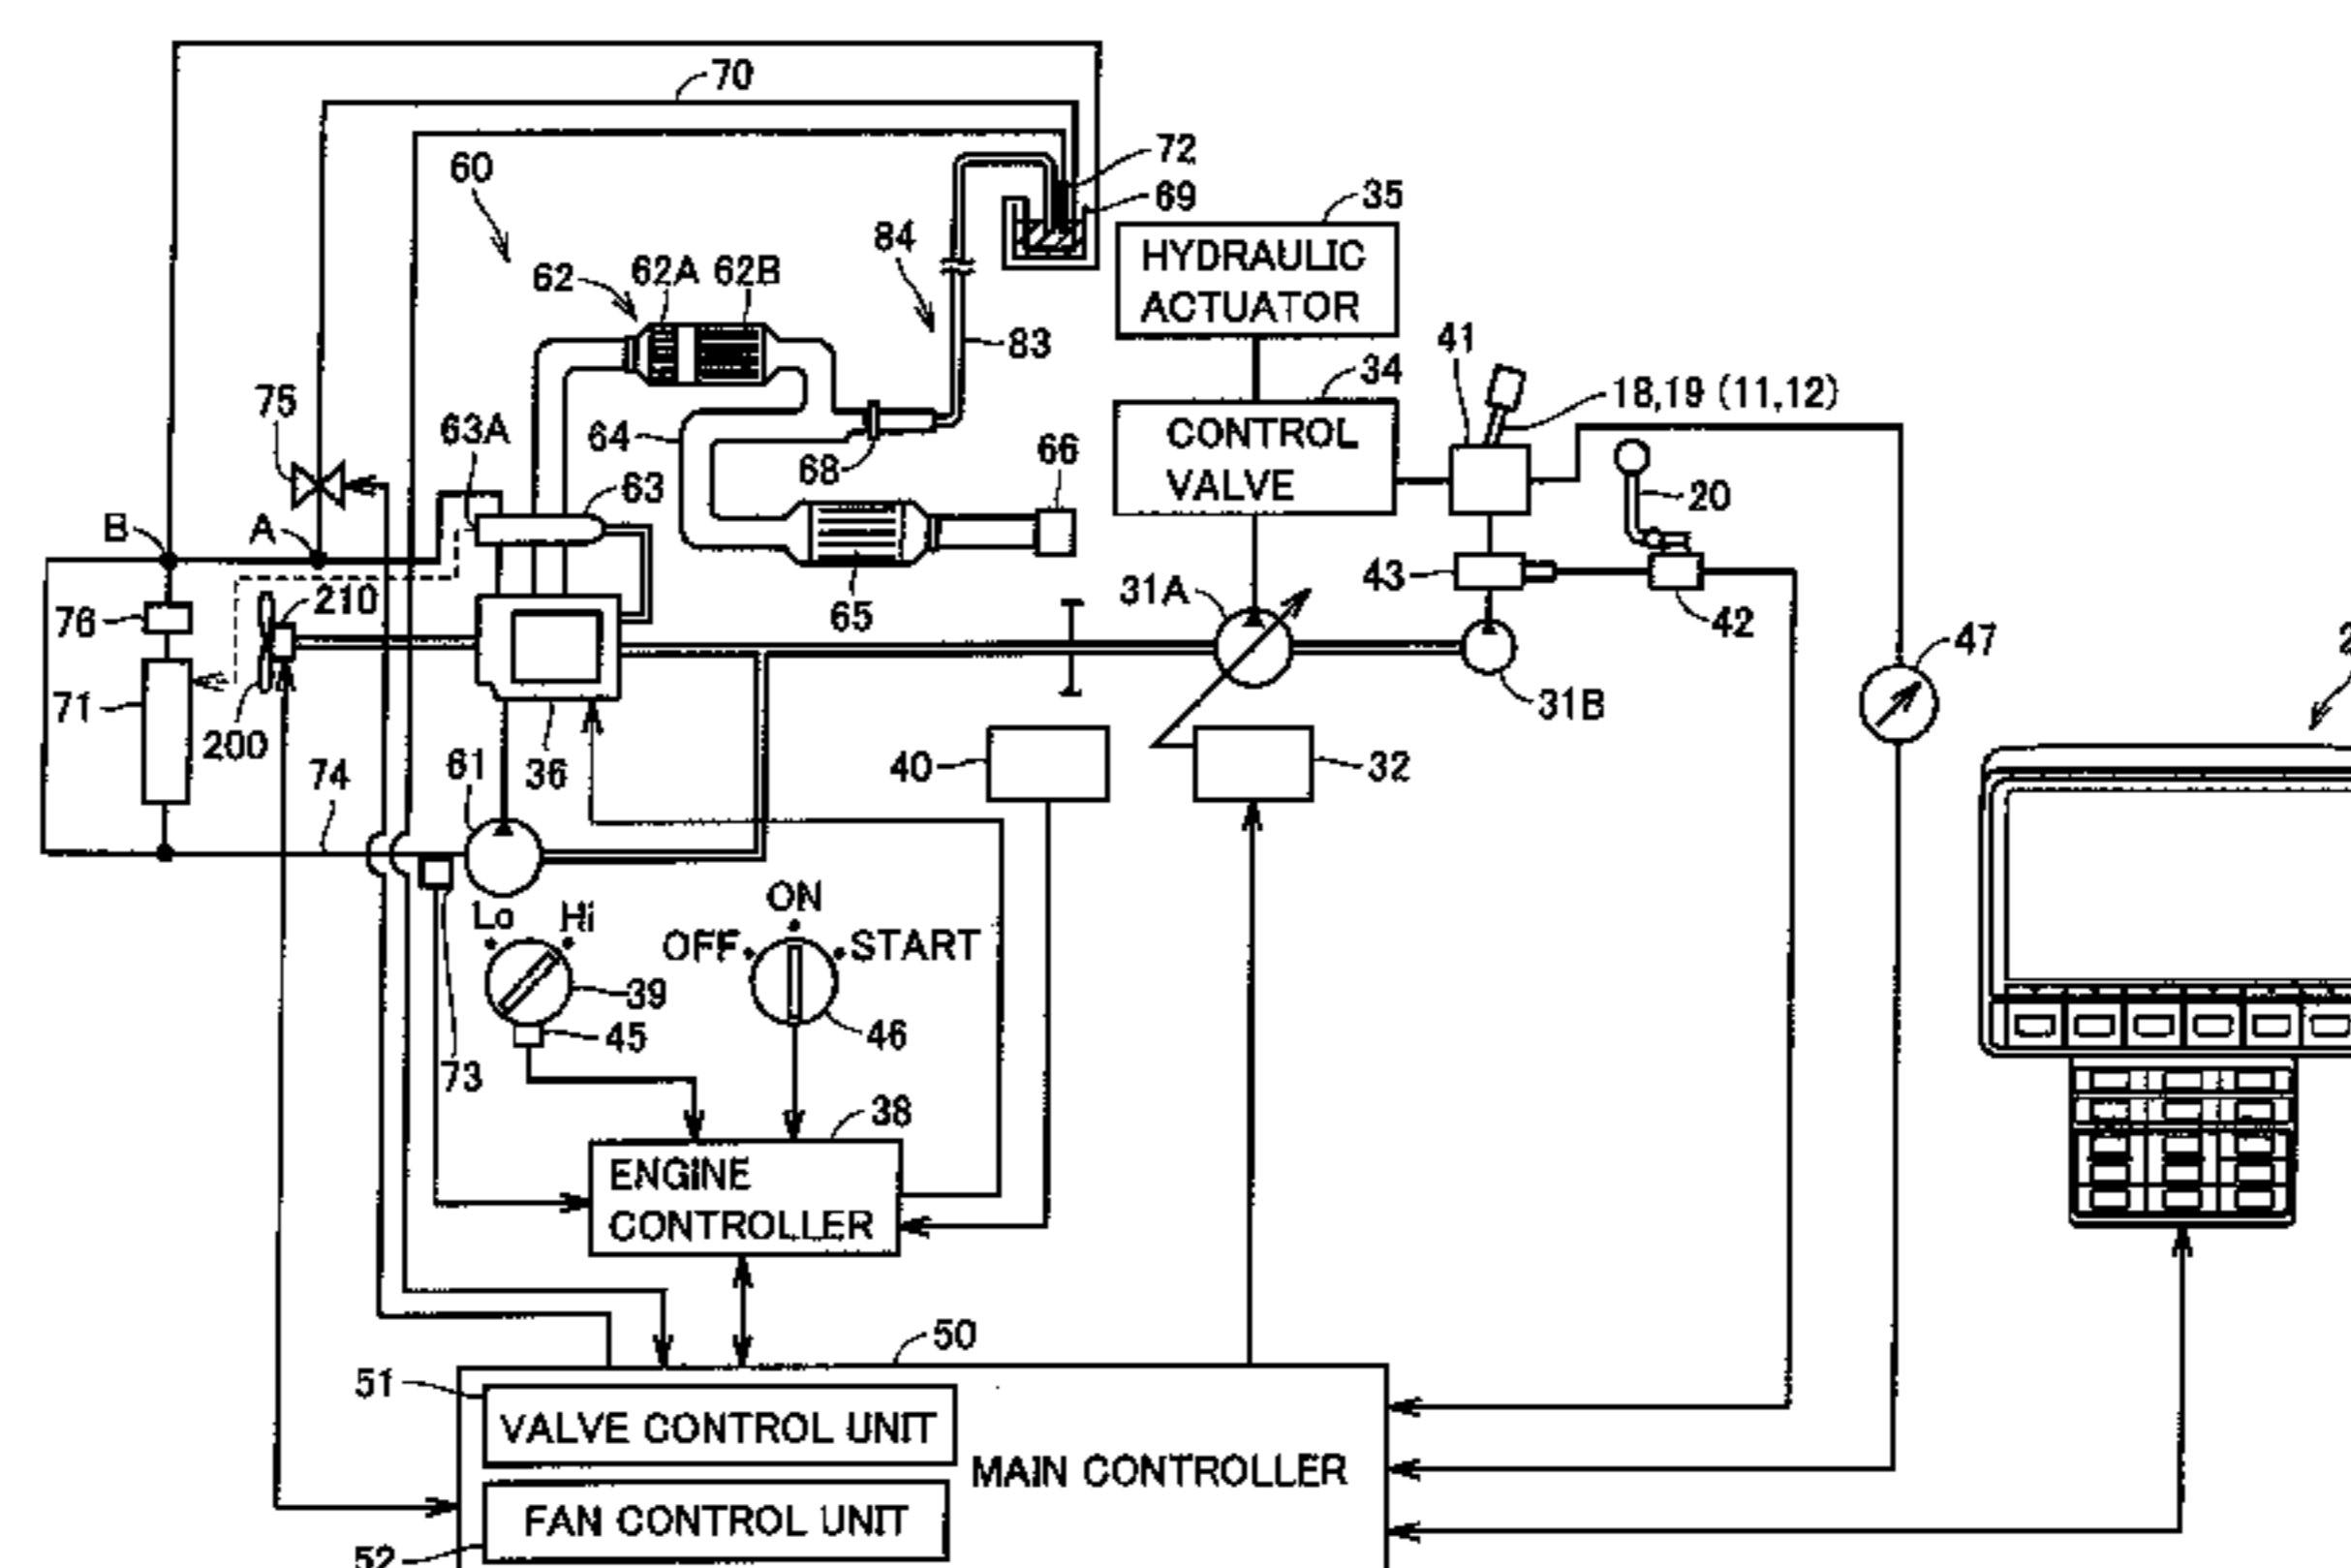 70
72
60
69
35
84
HYDRAULIC
ACTUATOR
62
62A
62B
83
41
34
18,19 (11,12)
75
63A
64
CONTROL
VALVE
68
66
63
20
B
A
43
31A
76
210
65
42
47
71
31B
200
74
61
36
40
32
ON
Lo
Hi
OFF
START
39
45
46
73
38
ENGINE
CONTROLLER
50
51
VALVE CONTROL UNIT
MAIN CONTROLLER
FAN CONTROL UNIT
52